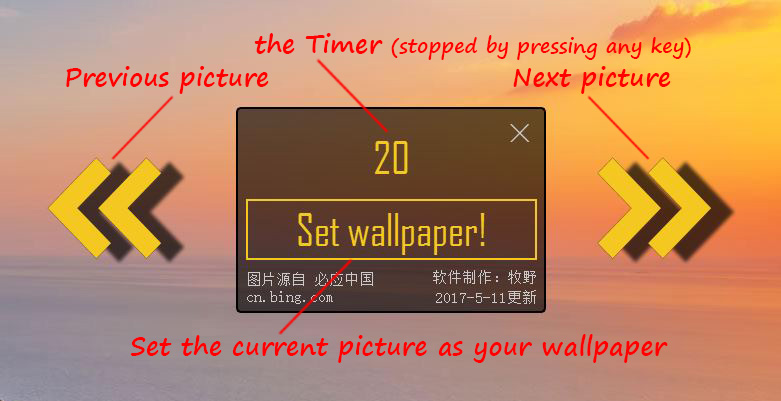 the Timer (stopped by pressing any key)
Previous picture
Next picture
20
Set wallpaper!
图片源自 必应中国
cn.bing.com
软件制作：牧野
2017-5-11更新
Set the current picture as your wallpaper